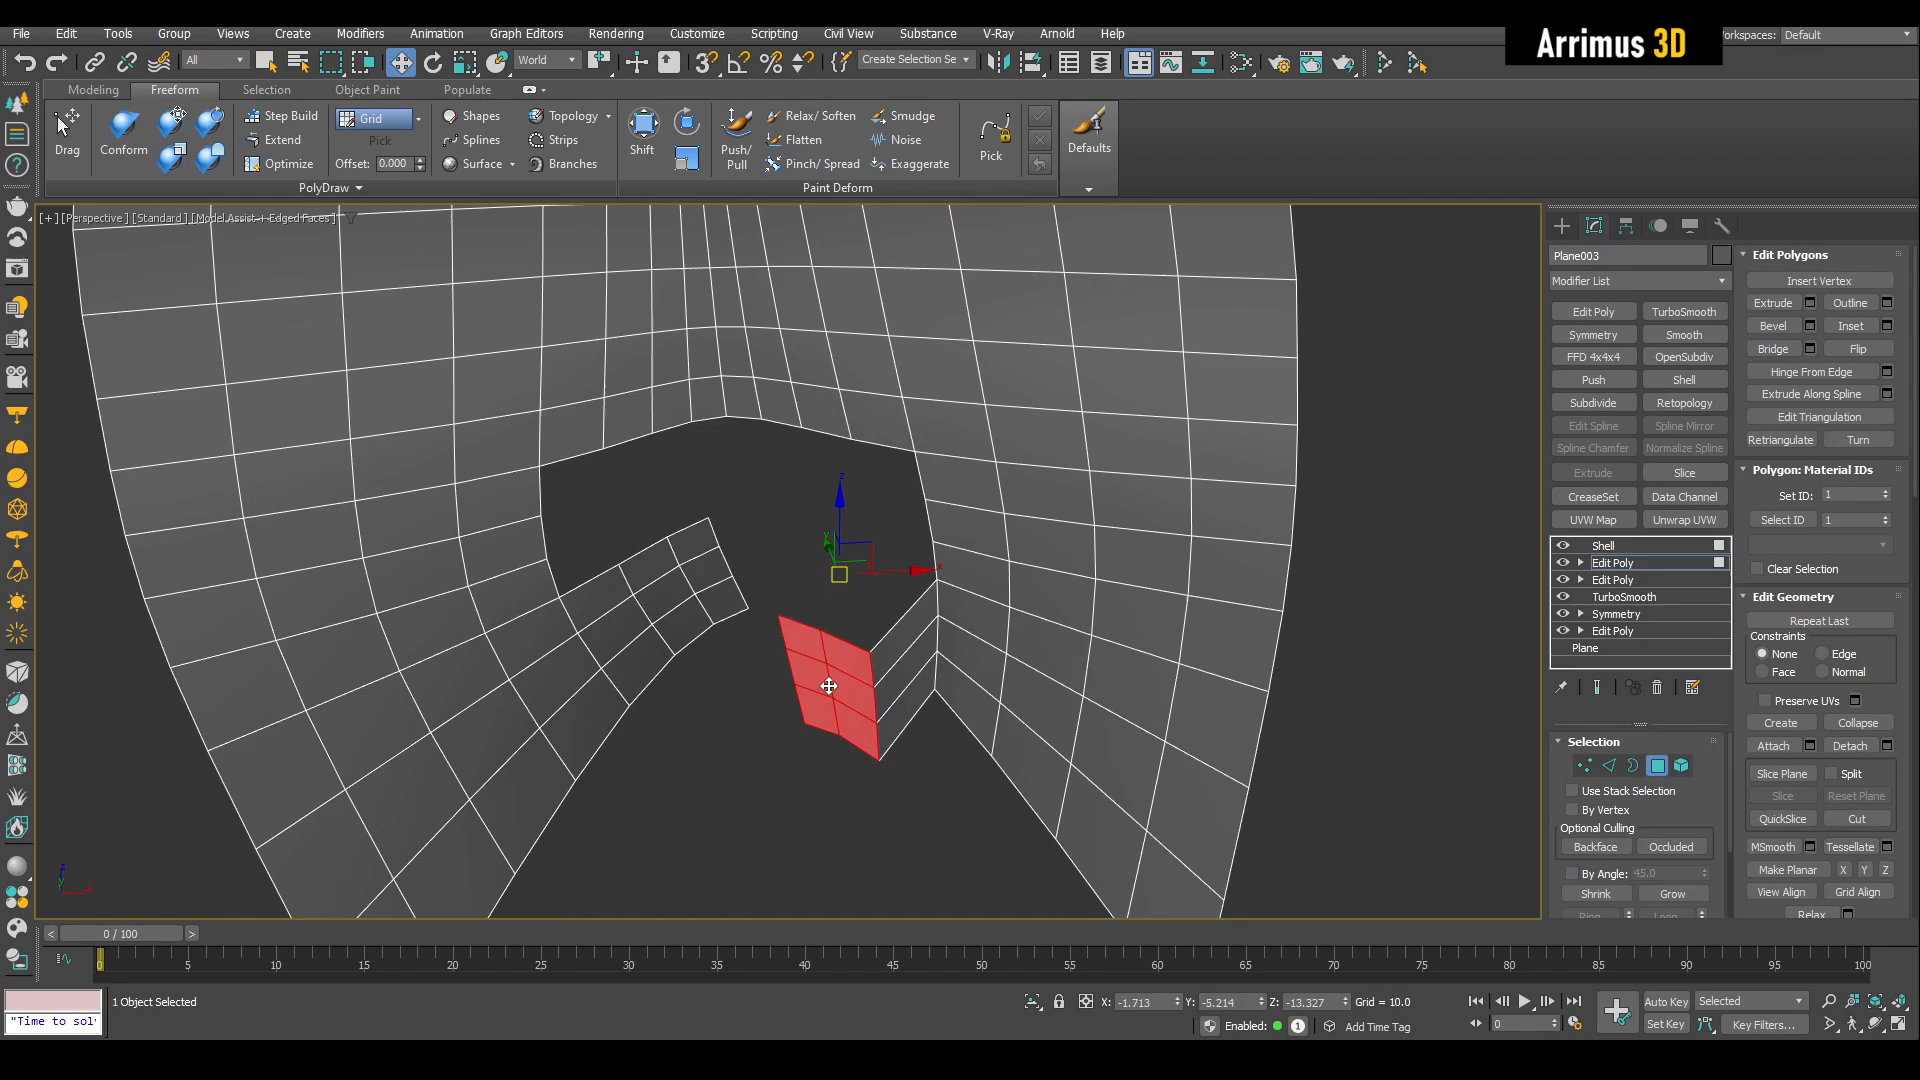 File Edit Tools Group Views Create Modifiers Animation Graph Editors Rendering Customize Scripting Civil View Substance V-Ray Arnold Help
Arrimus 3D
Workspaces: Default
All World Create Selection Se
Modeling Freeform Selection Object Paint Populate
Drag Conform
Step Build
Extend
Optimize
Grid
Pick
Offset: 0.000
Shapes
Splines
Surface
Topology
Strips
Branches
PolyDraw
Shift
Push/
Pull
Relax/ Soften
Flatten
Pinch/ Spread
Smudge
Noise
Exaggerate
Pick
Paint Deform
Defaults
[+] [Perspective ] [Standard ] [Model Assist + Edged Faces ]
z
y
x
Plane003
Modifier List
Edit Poly TurboSmooth
Symmetry Smooth
FFD 4x4x4 OpenSubdiv
Push Shell
Subdivide Retopology
Edit Spline Spline Mirror
Spline Chamfer Normalize Spline
Extrude Slice
CreaseSet Data Channel
UVW Map Unwrap UVW
Shell
Edit Poly
Edit Poly
TurboSmooth
Symmetry
Edit Poly
Plane
Selection
Use Stack Selection
By Vertex
Optional Culling
Backface Occluded
By Angle: 45.0
Shrink Grow
Ring Loop
Edit Polygons
Insert Vertex
Extrude Outline
Bevel Inset
Bridge Flip
Hinge From Edge
Extrude Along Spline
Edit Triangulation
Retriangulate Turn
Polygon: Material IDs
Set ID: 1
Select ID 1
Clear Selection
Edit Geometry
Repeat Last
Constraints
None Edge
Face Normal
Preserve UVs
Create Collapse
Attach Detach
Slice Plane Split
Slice Reset Plane
QuickSlice Cut
MSmooth Tessellate
Make Planar X Y Z
View Align Grid Align
Relax
< 0 / 100 >
0 5 10 15 20 25 30 35 40 45 50 55 60 65 70 75 80 85 90 95 100
1 Object Selected
"Time to sol
X: -1.713 Y: -5.214 Z: -13.327 Grid = 10.0
Enabled: 1 Add Time Tag
0
Auto Key Selected
Set Key Key Filters...